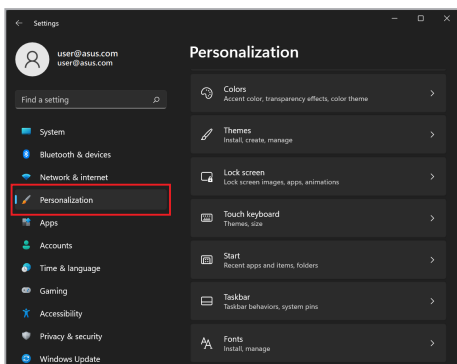 Settings
user@asus.com
user@asus.com
Find a setting
System
Bluetooth & devices
Network & internet
Personalization
Apps
Accounts
Time & language
Gaming
Accessibility
Privacy & security
Windows Update
Personalization
Colors
Accent color, transparency effects, color theme
Themes
Install, create, manage
Lock screen
Lock screen images, apps, animations
Touch keyboard
Themes, size
Start
Recent apps and items, folders
Taskbar
Taskbar behaviors, system pins
Fonts
Install, manage